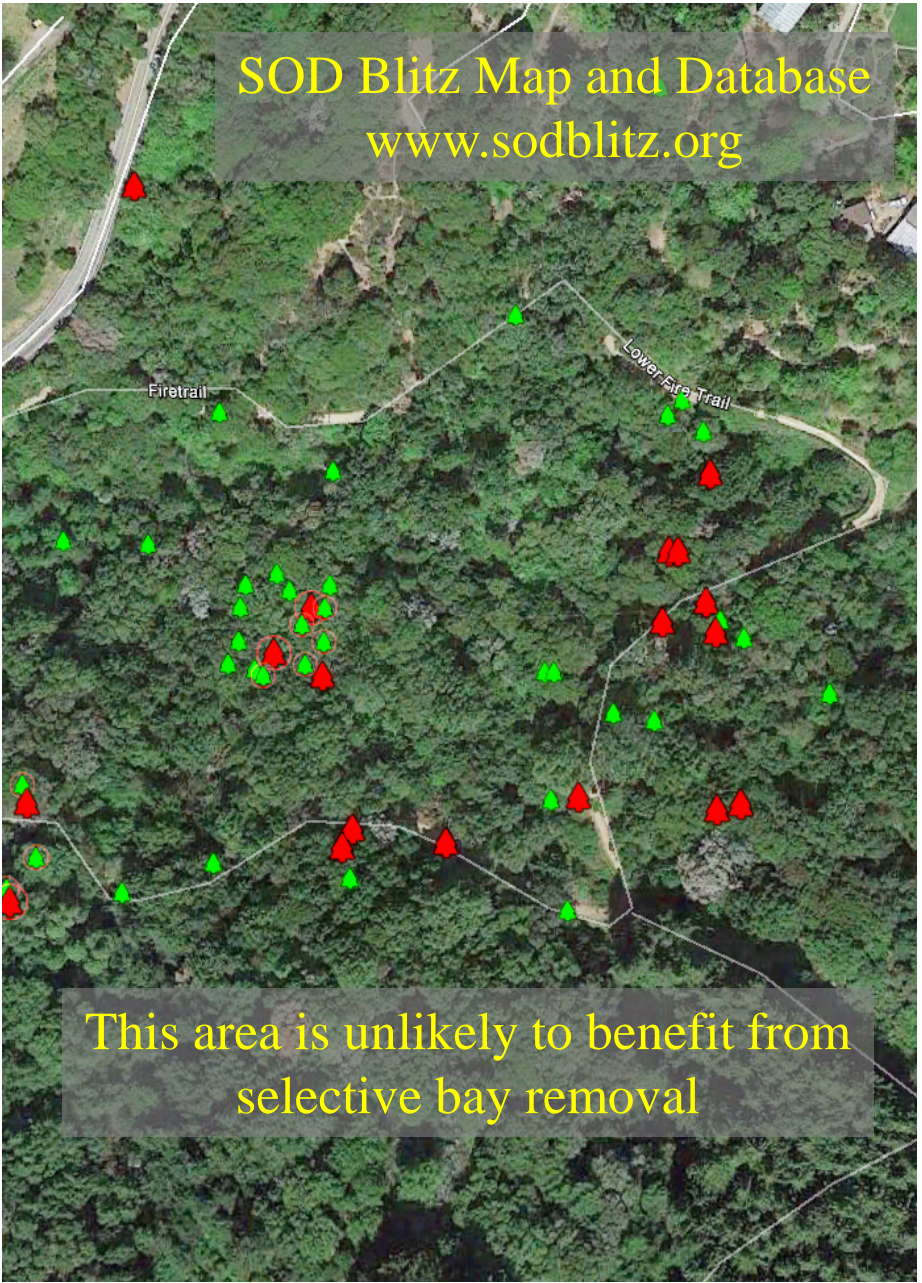 SOD Blitz Map and Database
www.sodblitz.org
Lower Fire Trail
Firetrail
This area is unlikely to benefit from
selective bay removal